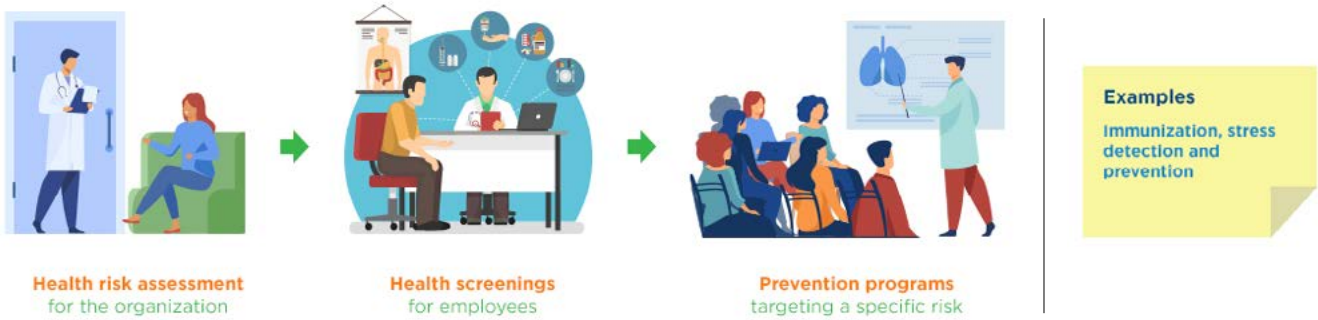 Health risk assessment
for the organization
Health screenings
for employees
Prevention programs
targeting a specific risk
Examples
Immunization, stress
detection and
prevention